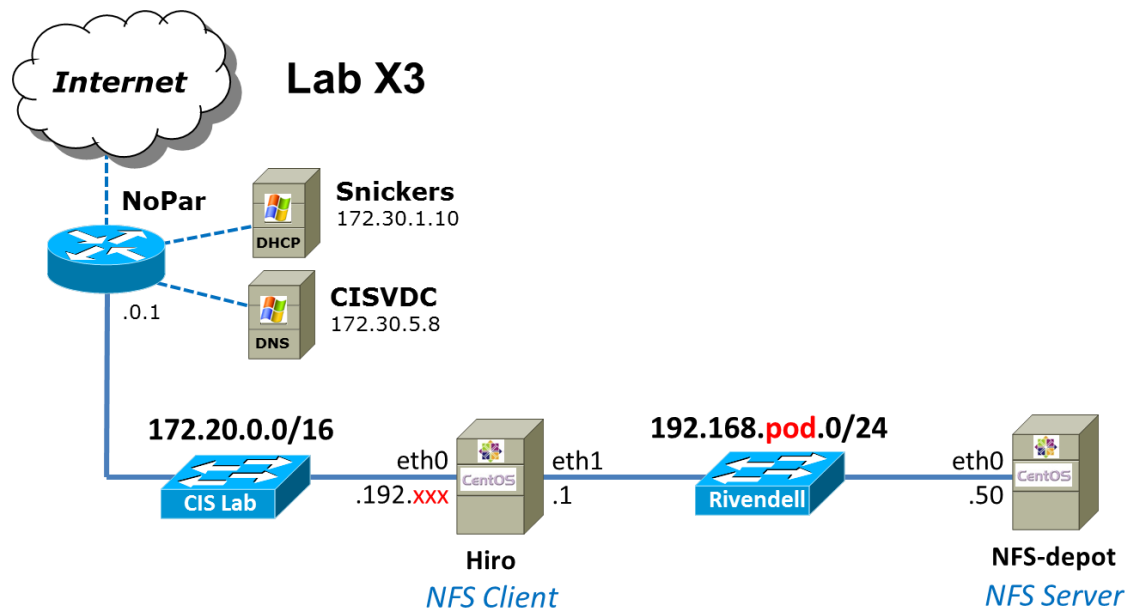 Internet
Lab X3
NoPar
Snickers
172.30.1.10
DHCP
CISVDC
172.30.5.8
DNS
.0.1
172.20.0.0/16
192.168.pod.0/24
eth0
eth1
eth0
CentOS
CentOS
CIS Lab
.192.xxx
.1
Rivendell
.50
Hiro
NFS-depot
NFS Client
NFS Server